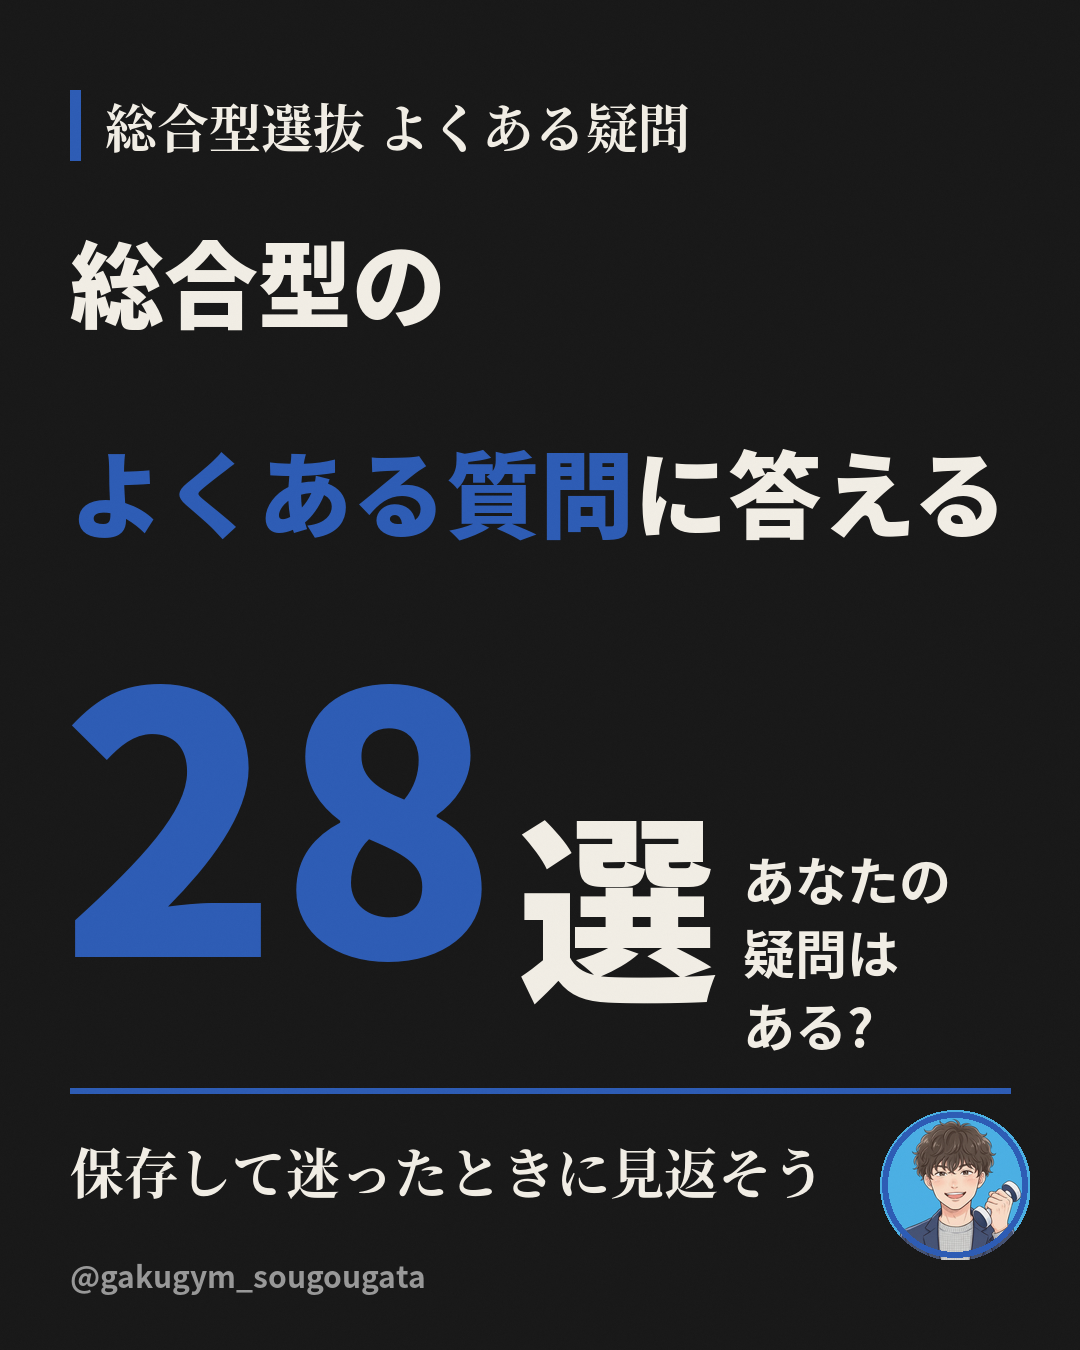 総合型選抜 よくある疑問
総合型の
よくある質問に答える
28選
あなたの
疑問は
ある?
保存して迷ったときに見返そう
@gakugym_sougougata